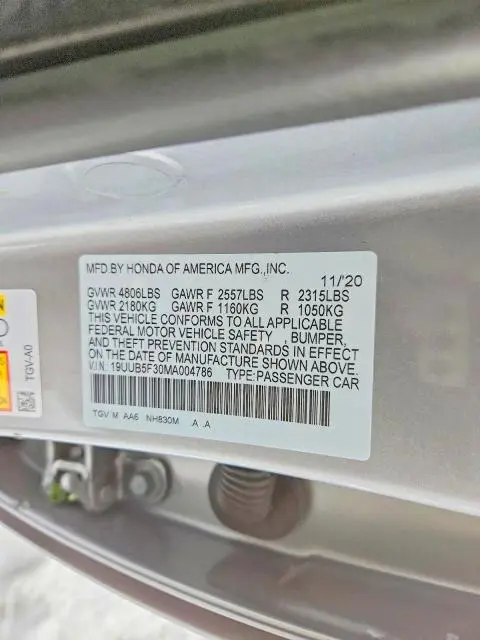 MFD.BY HONDA OF AMERICA MFG.,INC. 11/'20
GVWR 4806LBS GAWR F 2557LBS R 2315LBS
GVWR 2180KG GAWR F 1160KG R 1050KG
THIS VEHICLE CONFORMS TO ALL APPLICABLE
FEDERAL MOTOR VEHICLE SAFETY , BUMPER,
AND THEFT PREVENTION STANDARDS IN EFFECT
ON THE DATE OF MANUFACTURE SHOWN ABOVE.
V.I.N: 19UUB5F30MA004786 TYPE:PASSENGER CAR
TGV M AA6 NH830M .A .A
TGV-A0